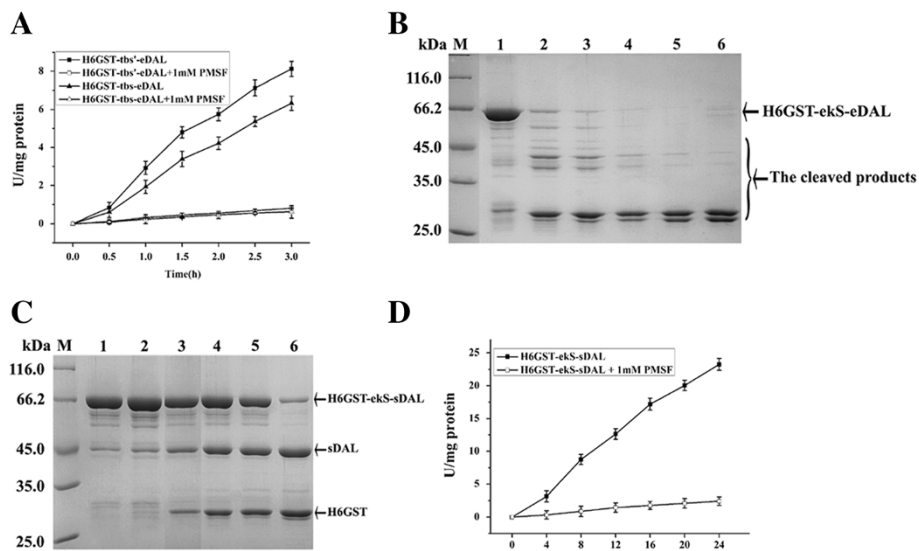 A
H6GST-tbs'-eDAL
H6GST-tbs'-eDAL+1mM PMSF
H6GST-tbs-eDAL
H6GST-tbs-eDAL+1mM PMSF
U/mg protein
8
6
4
2
0
0.0 0.5 1.0 1.5 2.0 2.5 3.0
Time(h)
B
kDa M 1 2 3 4 5 6
116.0
66.2
H6GST-ekS-eDAL
45.0
The cleaved products
35.0
25.0
C
kDa M 1 2 3 4 5 6
116.0
66.2
H6GST-ekS-sDAL
45.0
sDAL
35.0
H6GST
25.0
D
H6GST-ekS-sDAL
H6GST-ekS-sDAL + 1mM PMSF
U/mg protein
25
20
15
10
5
0
0 4 8 12 16 20 24